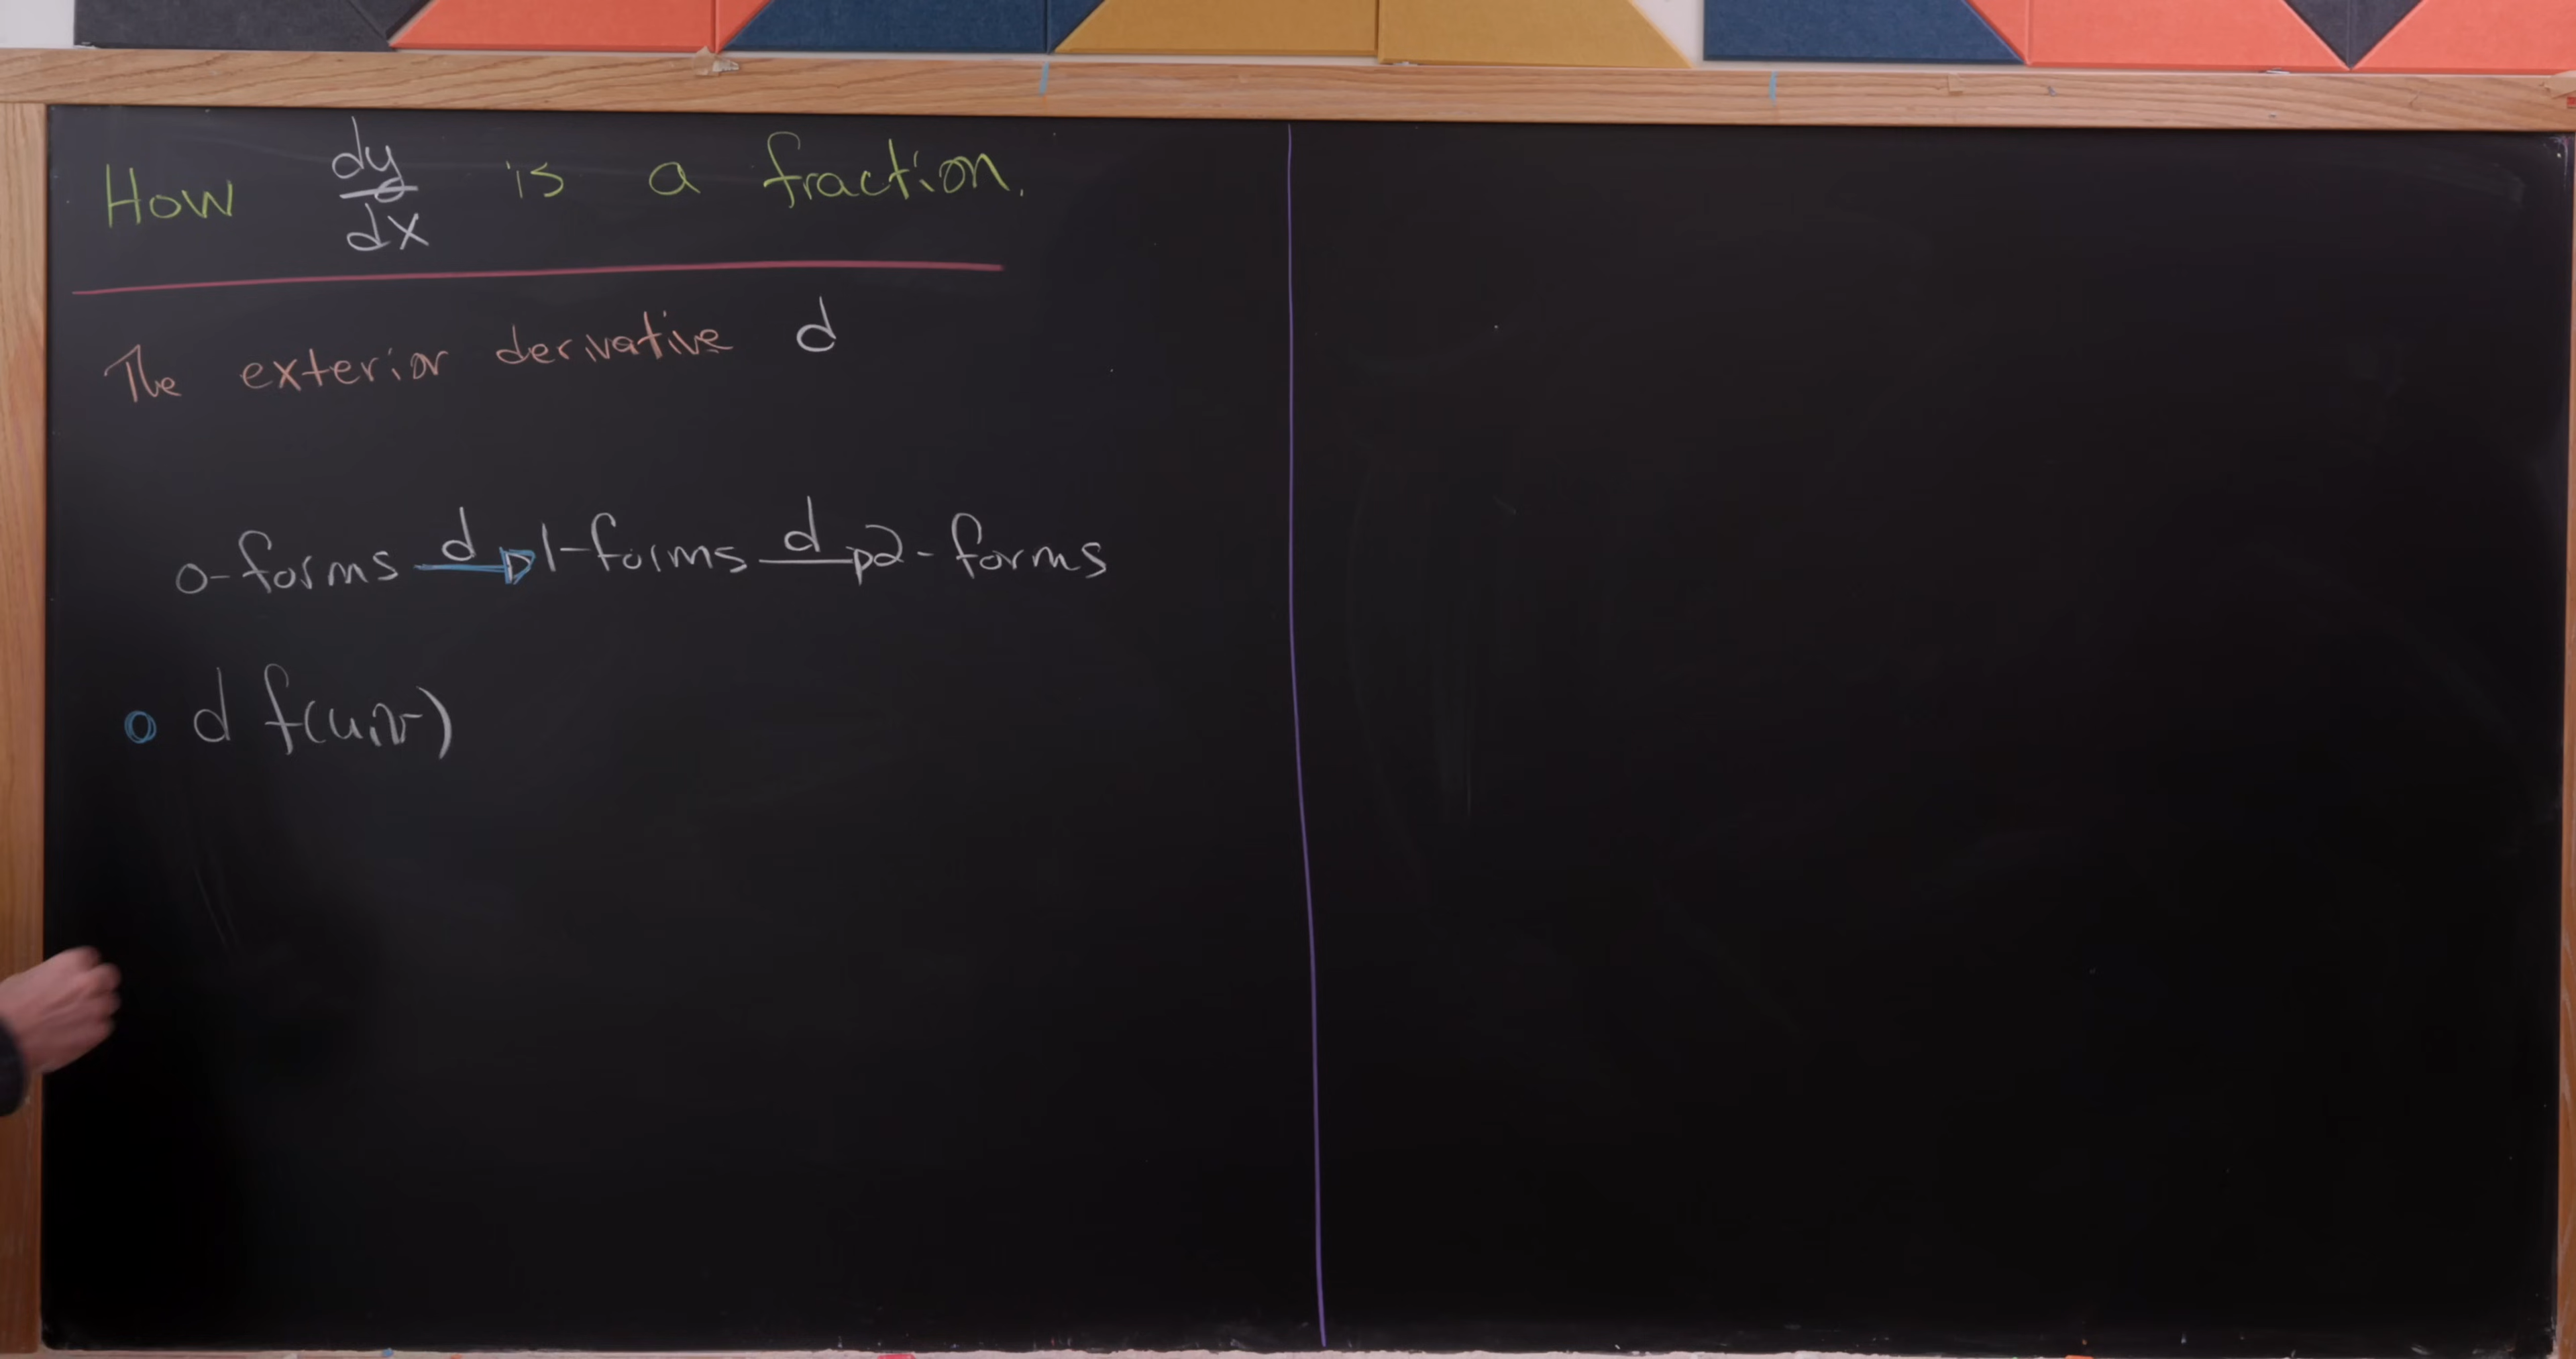 How dy/dx is a fraction.
The exterior derivative d
0-forms —d→ 1-forms —d→ 2-forms
d f(u,v)